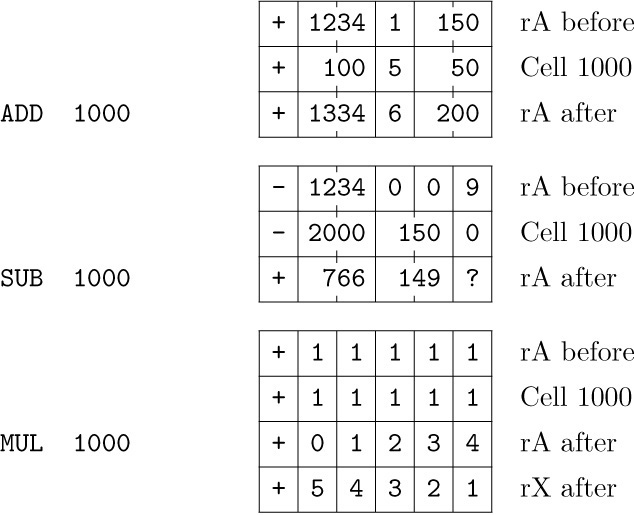 + 1234 1 150 rA before
+ 100 5 50 Cell 1000
ADD 1000 + 1334 6 200 rA after
- 1234 0 0 9 rA before
- 2000 150 0 Cell 1000
SUB 1000 + 766 149 ? rA after
+ 1 1 1 1 1 rA before
+ 1 1 1 1 1 Cell 1000
MUL 1000 + 0 1 2 3 4 rA after
+ 5 4 3 2 1 rX after